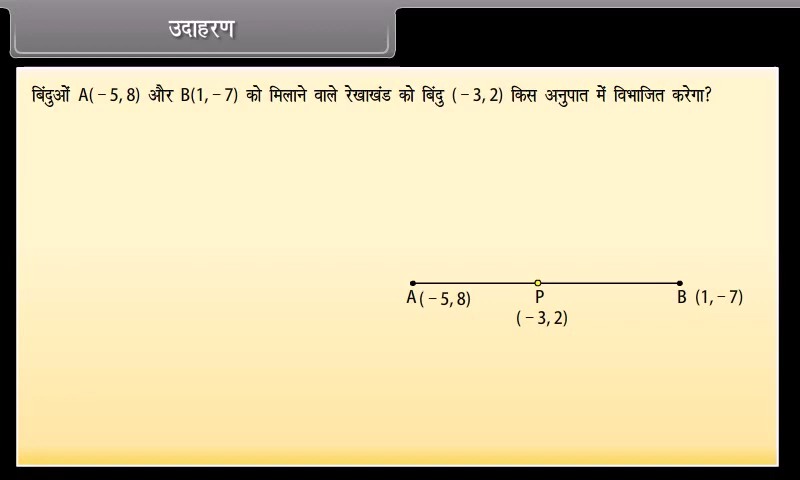 उदाहरण
बिंदुओं A(−5, 8) और B(1, −7) को मिलाने वाले रेखाखंड को बिंदु (−3, 2) किस अनुपात में विभाजित करेगा?
A (−5, 8) P B (1, −7)
(−3, 2)